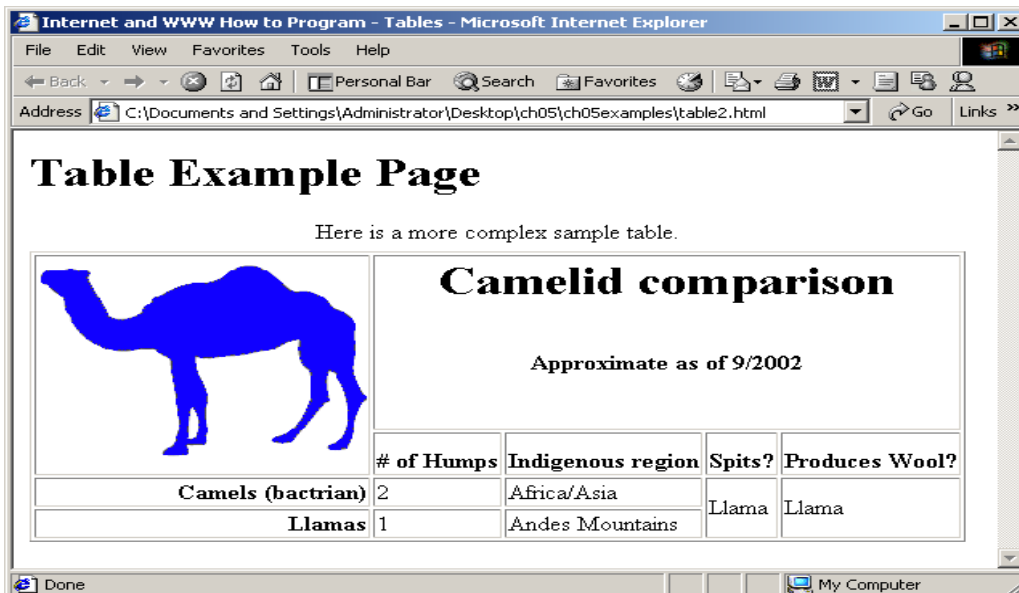 Internet and WWW How to Program - Tables - Microsoft Internet Explorer
File Edit View Favorites Tools Help
Back Personal Bar Search Favorites
Address C:\Documents and Settings\Administrator\Desktop\ch05\ch05examples\table2.html Go Links »
Table Example Page
Here is a more complex sample table.
Camelid comparison
Approximate as of 9/2002
# of Humps Indigenous region Spits? Produces Wool?
Camels (bactrian) 2 Africa/Asia Llama Llama
Llamas 1 Andes Mountains
Done My Computer